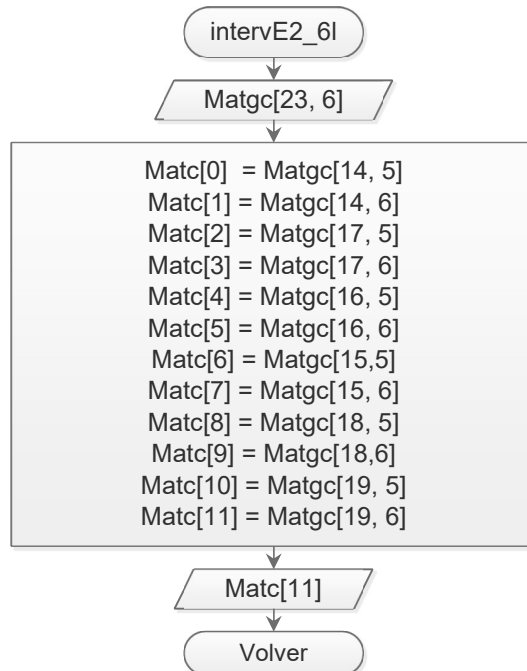 intervE2_6l
Matgc[23, 6]
Matc[0]  = Matgc[14, 5]
Matc[1] = Matgc[14, 6]
Matc[2] = Matgc[17, 5]
Matc[3] = Matgc[17, 6]
Matc[4] = Matgc[16, 5]
Matc[5] = Matgc[16, 6]
Matc[6] = Matgc[15,5]
Matc[7] = Matgc[15, 6]
Matc[8] = Matgc[18, 5]
Matc[9] = Matgc[18,6]
Matc[10] = Matgc[19, 5]
Matc[11] = Matgc[19, 6]
Matc[11]
Volver